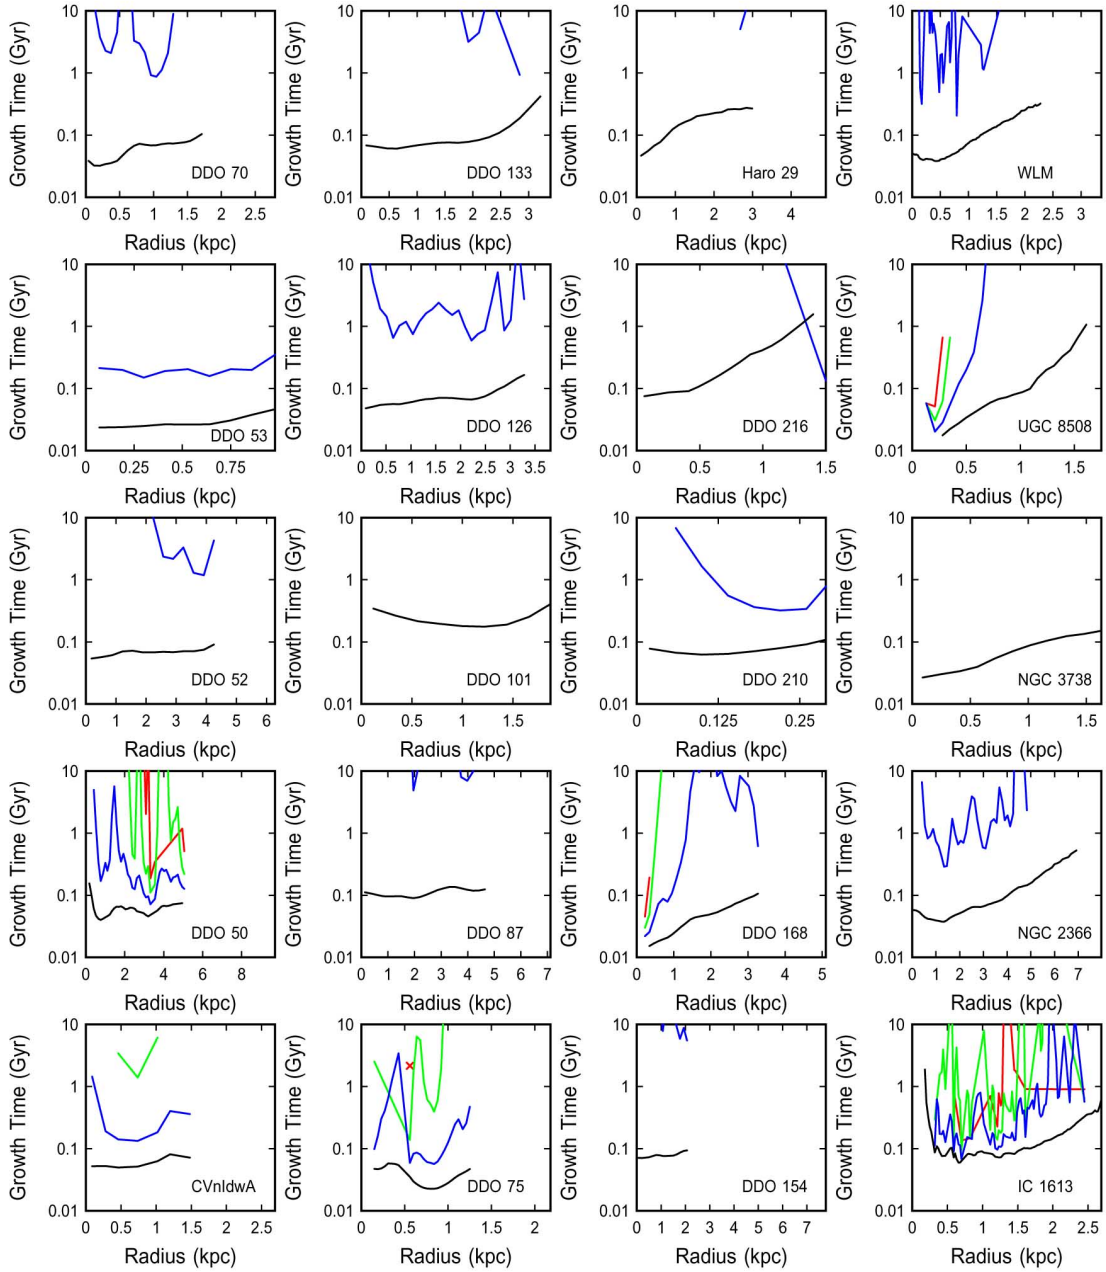 10 1 0.1 0.01 Growth Time (Gyr) DDO 70 0 0.5 1 1.5 2 2.5 Radius (kpc)
10 1 0.1 0.01 Growth Time (Gyr) DDO 133 0 0.5 1 1.5 2 2.5 3 Radius (kpc)
10 1 0.1 0.01 Growth Time (Gyr) Haro 29 0 1 2 3 4 Radius (kpc)
10 1 0.1 0.01 Growth Time (Gyr) WLM 0 0.5 1 1.5 2 2.5 3 Radius (kpc)
10 1 0.1 0.01 Growth Time (Gyr) DDO 53 0.25 0.5 0.75 Radius (kpc)
10 1 0.1 0.01 Growth Time (Gyr) DDO 126 0 0.5 1 1.5 2 2.5 3 3.5 Radius (kpc)
10 1 0.1 0.01 Growth Time (Gyr) DDO 216 0 0.5 1 1.5 Radius (kpc)
10 1 0.1 0.01 Growth Time (Gyr) UGC 8508 0 0.5 1 1.5 Radius (kpc)
10 1 0.1 0.01 Growth Time (Gyr) DDO 52 0 1 2 3 4 5 6 Radius (kpc)
10 1 0.1 0.01 Growth Time (Gyr) DDO 101 0 0.5 1 1.5 Radius (kpc)
10 1 0.1 0.01 Growth Time (Gyr) DDO 210 0 0.125 0.25 Radius (kpc)
10 1 0.1 0.01 Growth Time (Gyr) NGC 3738 0 0.5 1 1.5 Radius (kpc)
10 1 0.1 0.01 Growth Time (Gyr) DDO 50 0 2 4 6 8 Radius (kpc)
10 1 0.1 0.01 Growth Time (Gyr) DDO 87 0 1 2 3 4 5 6 7 Radius (kpc)
10 1 0.1 0.01 Growth Time (Gyr) DDO 168 0 1 2 3 4 5 Radius (kpc)
10 1 0.1 0.01 Growth Time (Gyr) NGC 2366 0 1 2 3 4 5 6 7 Radius (kpc)
10 1 0.1 0.01 Growth Time (Gyr) CVnIdwA 0 0.5 1 1.5 2 2.5 Radius (kpc)
10 1 0.1 0.01 Growth Time (Gyr) DDO 75 0 0.5 1 1.5 2 Radius (kpc)
10 1 0.1 0.01 Growth Time (Gyr) DDO 154 0 1 2 3 4 5 6 7 Radius (kpc)
10 1 0.1 0.01 Growth Time (Gyr) IC 1613 0 0.5 1 1.5 2 2.5 Radius (kpc)